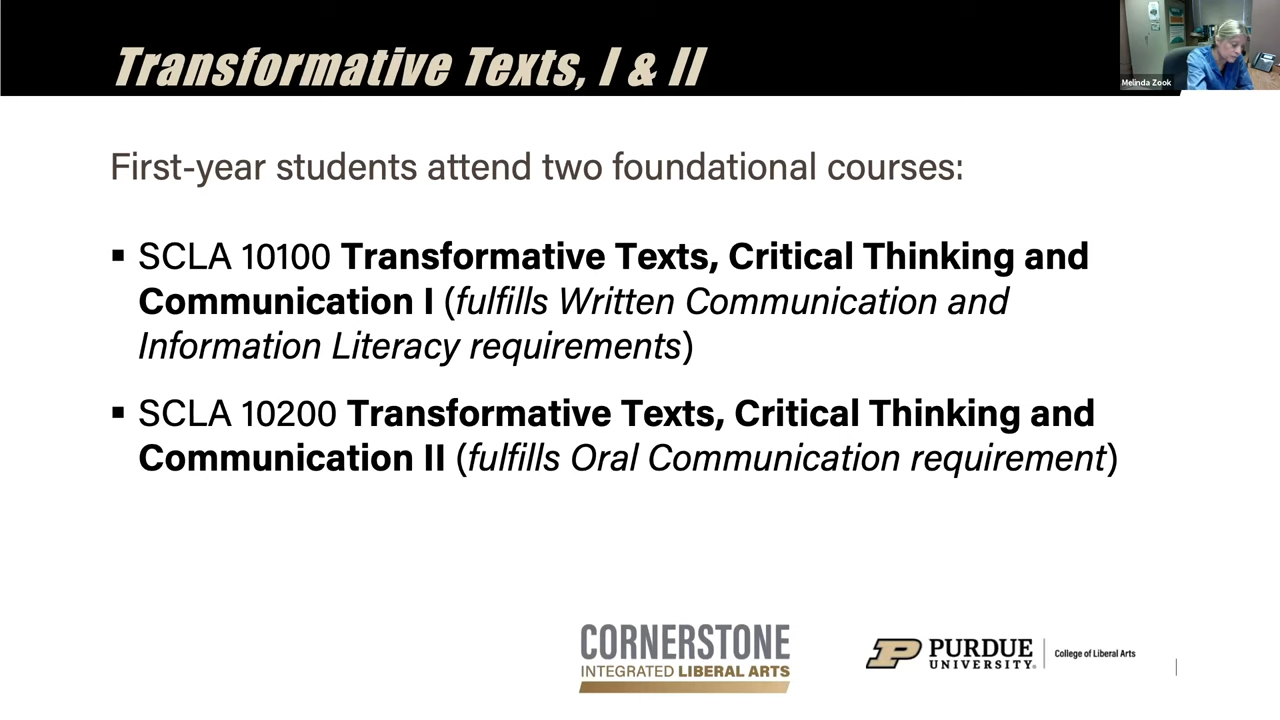 Transformative Texts, I & II
Melinda Zook
First-year students attend two foundational courses:
▪ SCLA 10100 Transformative Texts, Critical Thinking and
Communication I (fulfills Written Communication and
Information Literacy requirements)
▪ SCLA 10200 Transformative Texts, Critical Thinking and
Communication II (fulfills Oral Communication requirement)
CORNERSTONE
INTEGRATED LIBERAL ARTS
P PURDUE
UNIVERSITY®
College of Liberal Arts